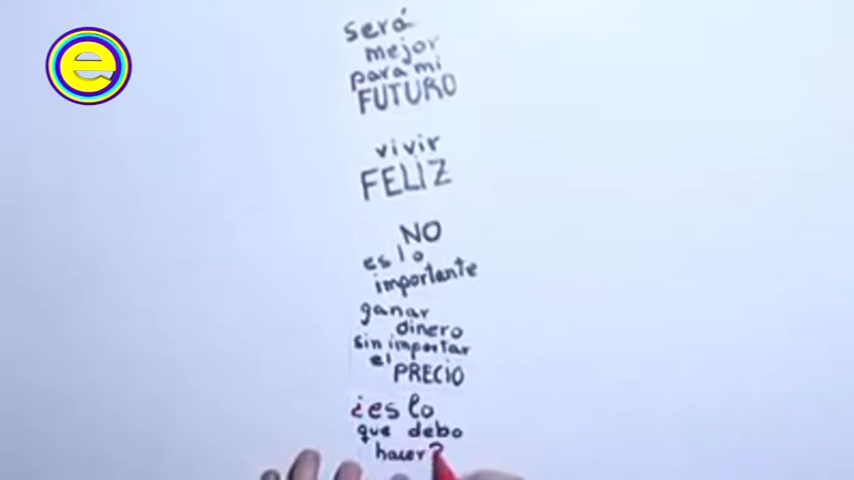 e
será
mejor
para mi
FUTURO
vivir
FELIZ
NO
es lo
importante
ganar
dinero
sin importar
el
PRECIO
¿es lo
que debo
hacer?